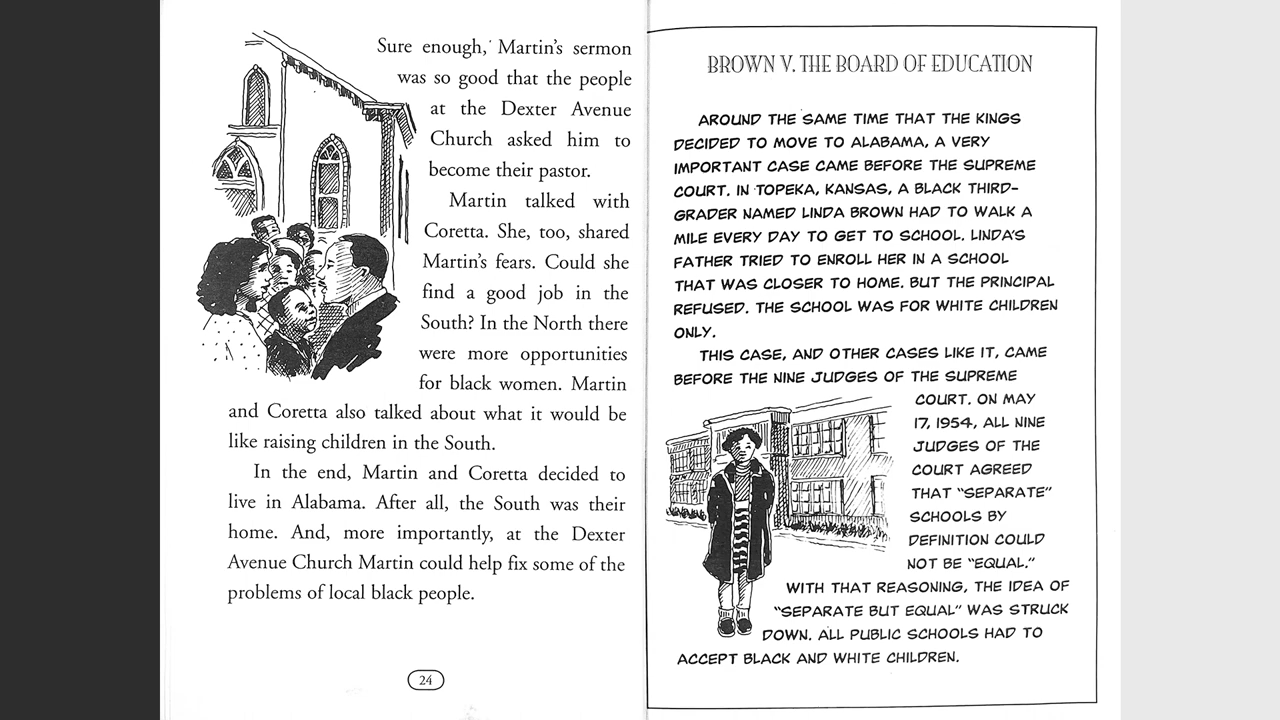 Sure enough, Martin's sermon
was so good that the people
at the Dexter Avenue
Church asked him to
become their pastor.
Martin talked with
Coretta. She, too, shared
Martin's fears. Could she
find a good job in the
South? In the North there
were more opportunities
for black women. Martin
and Coretta also talked about what it would be
like raising children in the South.
In the end, Martin and Coretta decided to
live in Alabama. After all, the South was their
home. And, more importantly, at the Dexter
Avenue Church Martin could help fix some of the
problems of local black people.
24
BROWN V. THE BOARD OF EDUCATION
AROUND THE SAME TIME THAT THE KINGS
DECIDED TO MOVE TO ALABAMA, A VERY
IMPORTANT CASE CAME BEFORE THE SUPREME
COURT. IN TOPEKA, KANSAS, A BLACK THIRD-
GRADER NAMED LINDA BROWN HAD TO WALK A
MILE EVERY DAY TO GET TO SCHOOL. LINDA'S
FATHER TRIED TO ENROLL HER IN A SCHOOL
THAT WAS CLOSER TO HOME. BUT THE PRINCIPAL
REFUSED. THE SCHOOL WAS FOR WHITE CHILDREN
ONLY.
THIS CASE, AND OTHER CASES LIKE IT, CAME
BEFORE THE NINE JUDGES OF THE SUPREME
COURT. ON MAY
17, 1954, ALL NINE
JUDGES OF THE
COURT AGREED
THAT "SEPARATE"
SCHOOLS BY
DEFINITION COULD
NOT BE "EQUAL."
WITH THAT REASONING, THE IDEA OF
"SEPARATE BUT EQUAL" WAS STRUCK
DOWN. ALL PUBLIC SCHOOLS HAD TO
ACCEPT BLACK AND WHITE CHILDREN.